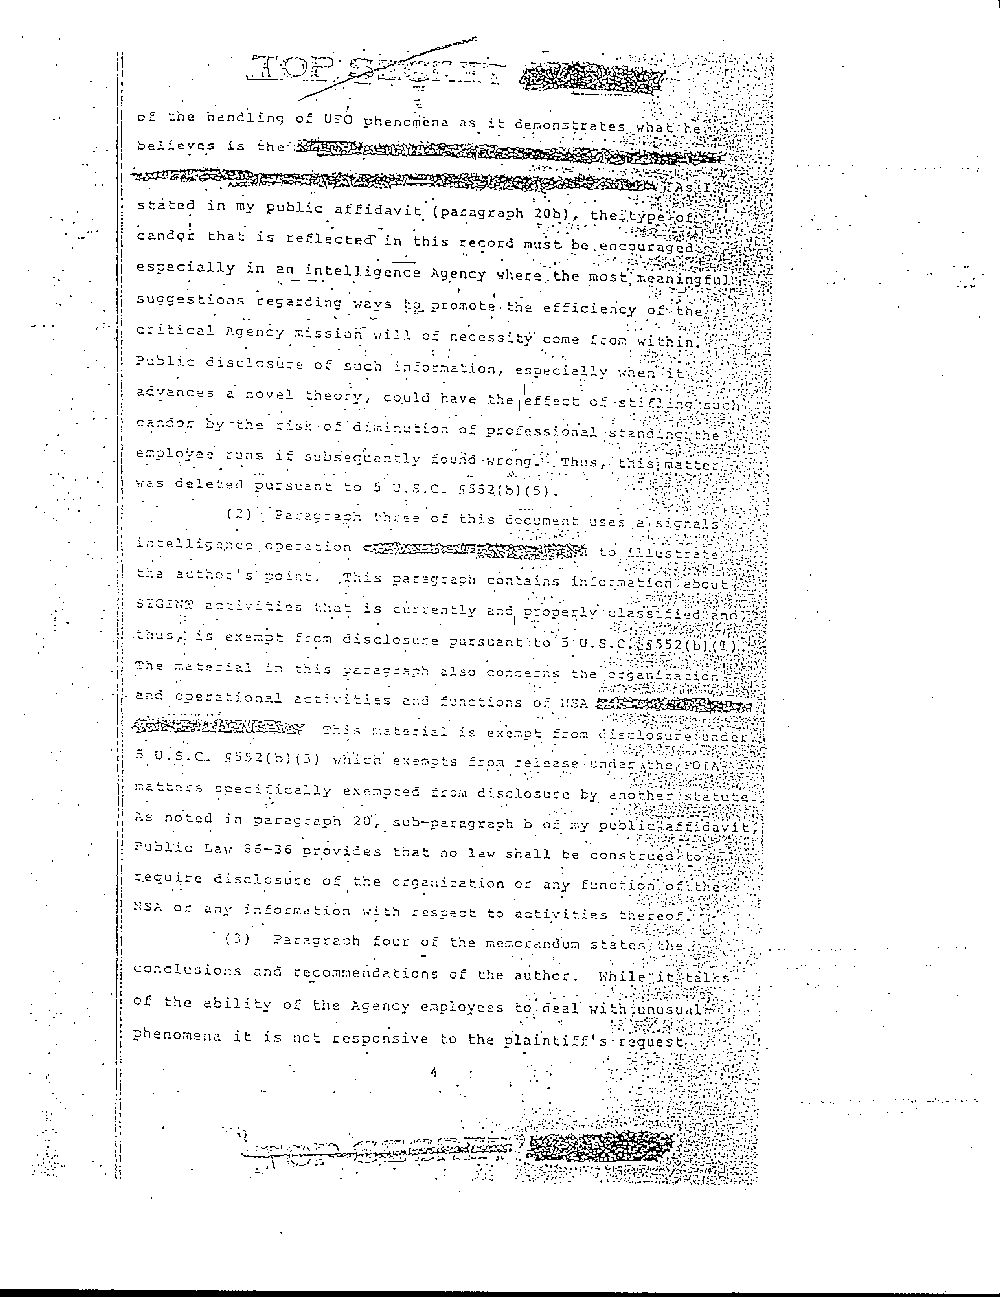 TOP SECRET
of the handling of UFO phenomena as it demonstrates what he
believes is the
As I
stated in my public affidavit (paragraph 20b), the type of
candor that is reflected in this record must be encouraged
especially in an intelligence Agency where the most meaningful
suggestions regarding ways to promote the efficiency of the
critical Agency mission will of necessity come from within.
Public disclosure of such information, especially when it
advances a novel theory, could have the effect of stifling such
candor by the risk of diminution of professional standing the
employee runs if subsequently found wrong. Thus, this matter
was deleted pursuant to 5 U.S.C. §552(b)(5).
(2) Paragraph three of this document uses a signals
intelligence operation to illustrate
the author's point. This paragraph contains information about
SIGINT activities that is currently and properly classified and
thus, is exempt from disclosure pursuant to 5 U.S.C. §552(b)(1).
The material in this paragraph also concerns the organization
and operational activities and functions of NSA
This material is exempt from disclosure under
5 U.S.C. §552(b)(3) which exempts from release under the FOIA
matters specifically exempted from disclosure by another statute.
As noted in paragraph 20, sub-paragraph b of my public affidavit,
Public Law 86-36 provides that no law shall be construed to
require disclosure of the organization or any function of the
NSA or any information with respect to activities thereof.
(3) Paragraph four of the memorandum states the
conclusions and recommendations of the author. While it talks
of the ability of the Agency employees to deal with unusual
phenomena it is not responsive to the plaintiff's request
4
TOP SECRET